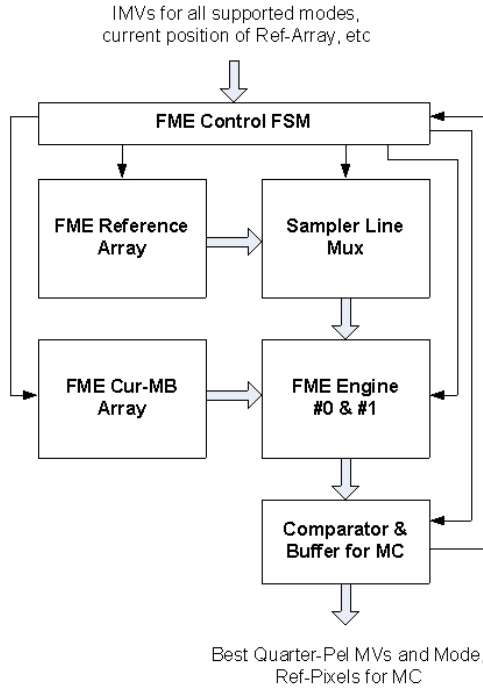 IMVs for all supported modes,
current position of Ref-Array, etc
FME Control FSM
FME Reference
Array
Sampler Line
Mux
FME Cur-MB
Array
FME Engine
#0 & #1
Comparator &
Buffer for MC
Best Quarter-Pel MVs and Mode,
Ref-Pixels for MC